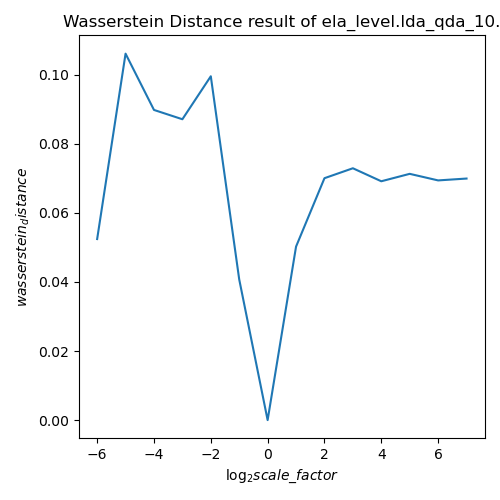 Wasserstein Distance result of ela_level.lda_qda_10.
0.10
0.08
0.06
0.04
0.02
0.00
wasserstein_distance
−6 −4 −2 0 2 4 6
log₂scale_factor